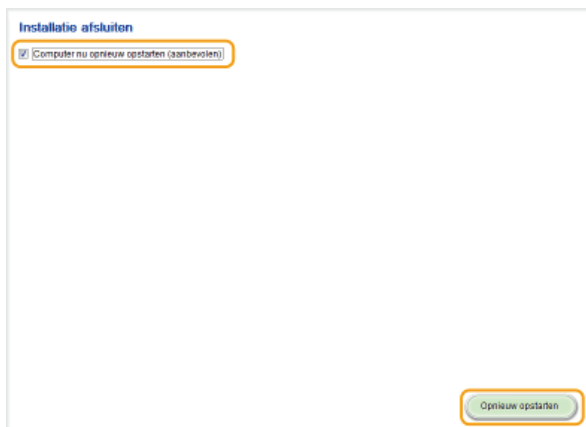 Installatie afsluiten
Computer nu opnieuw opstarten (aanbevolen)
Opnieuw opstarten